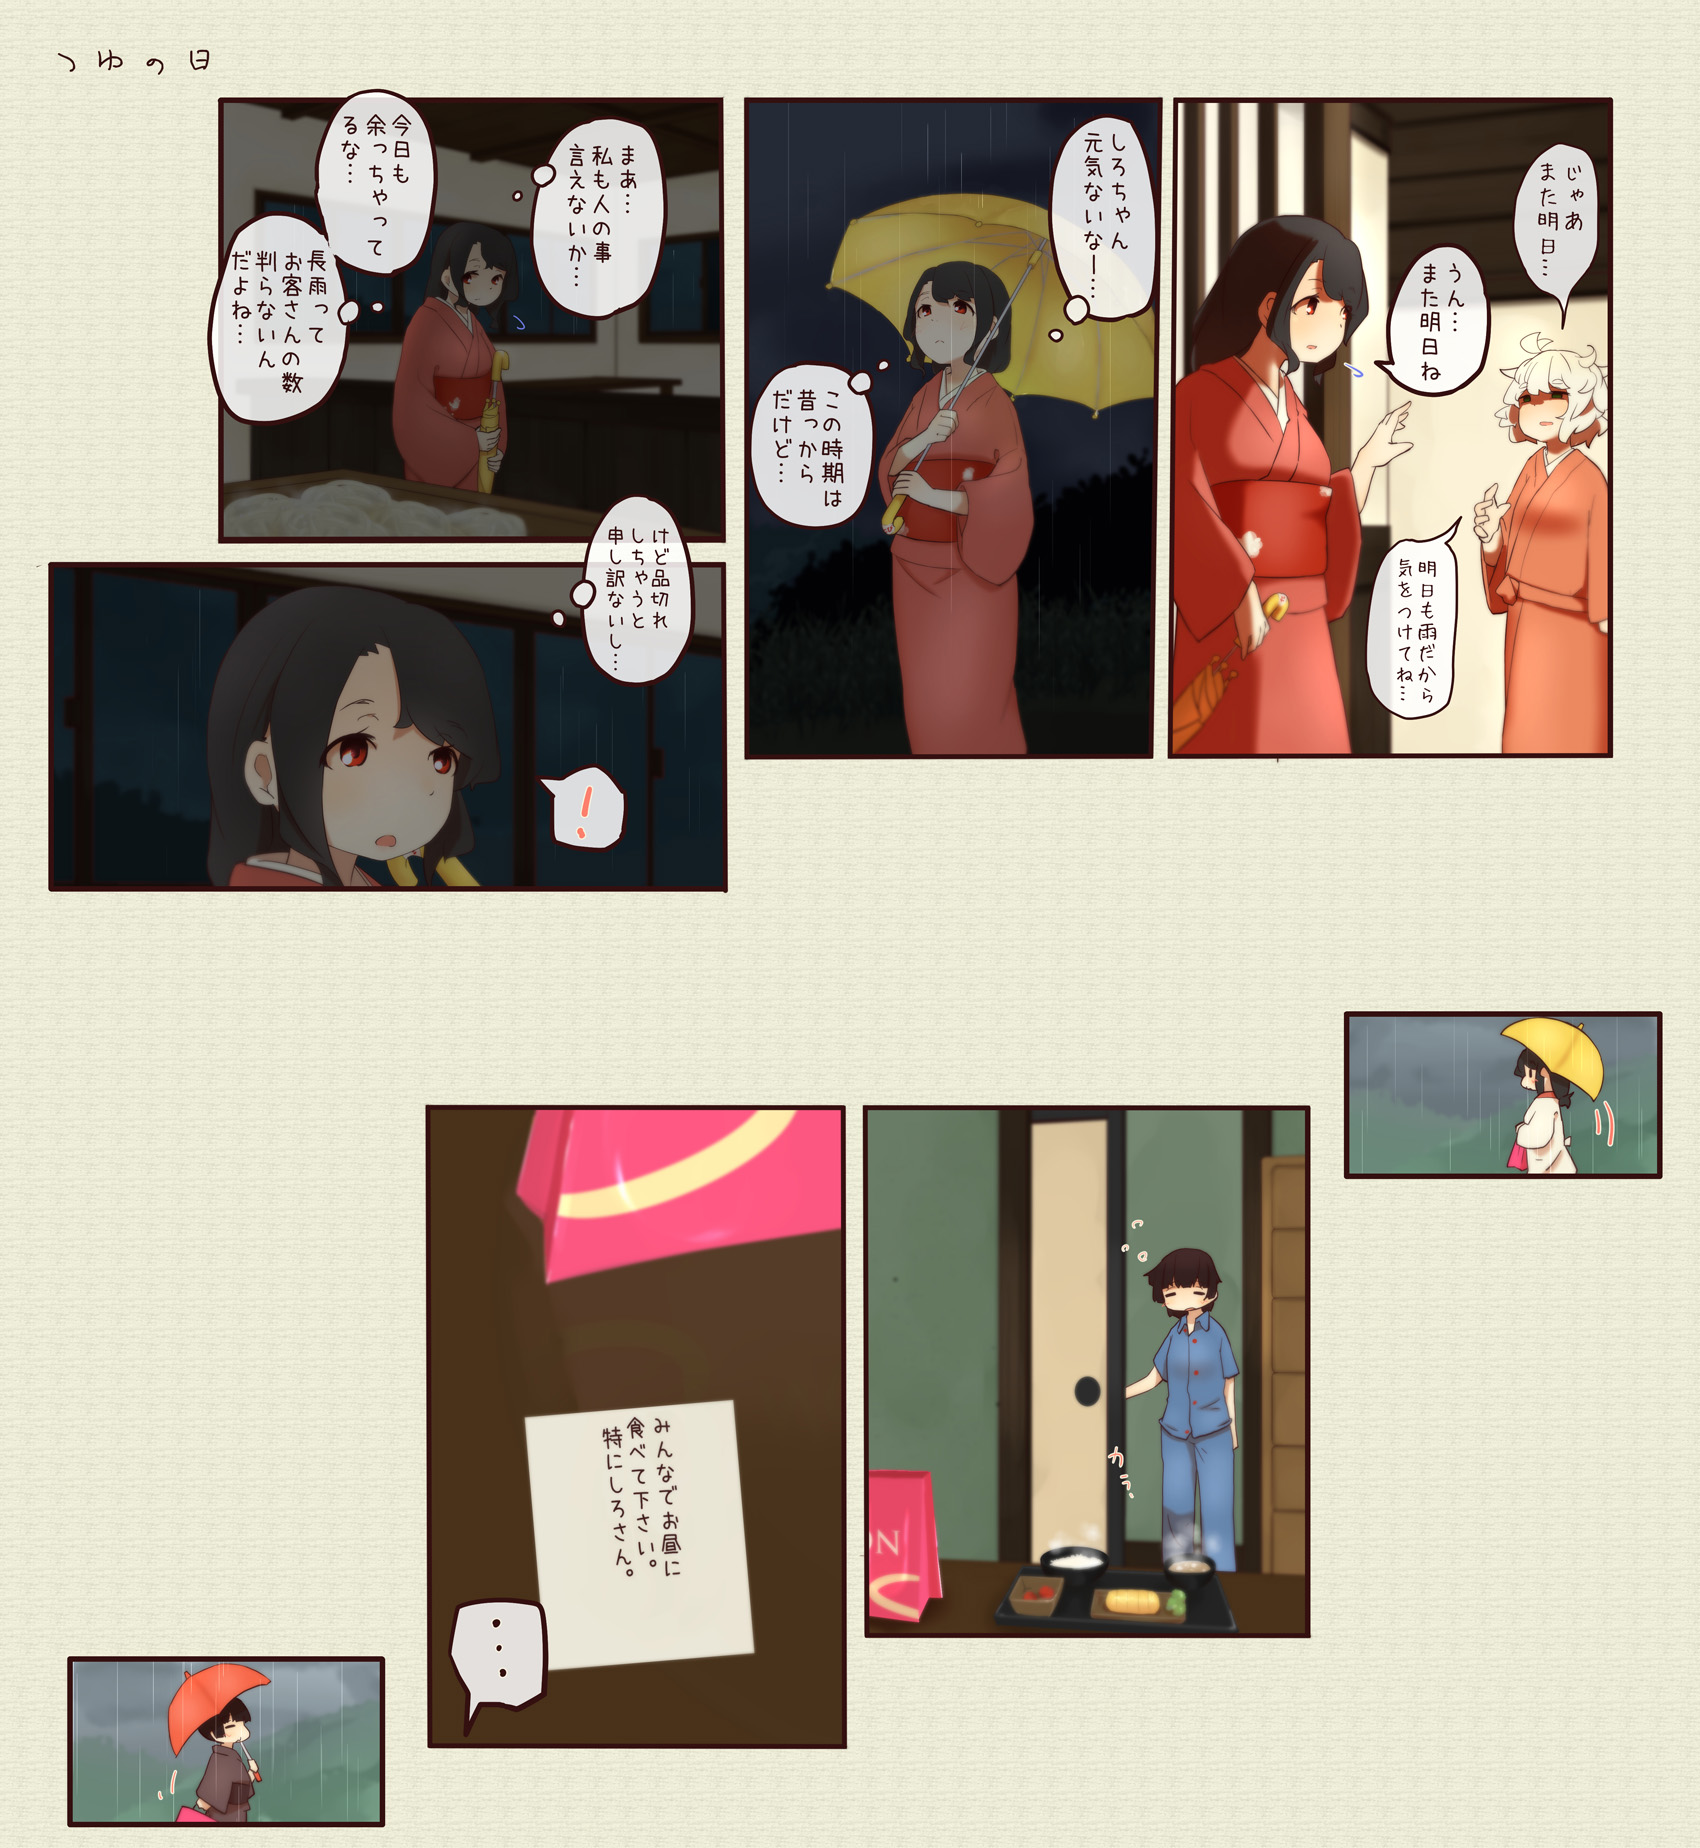 つゆの日
じゃあ
また明日…
うん…
また明日ね
明日も雨だから
気をつけてね…
しろちゃん
元気ないなー…
この時期は
昔っから
だけど…
まあ…
私も人の事
言えないか…
今日も
余っちゃって
るな…
長雨って
お客さんの数
判らないん
だよね…
けど品切れ
しちゃうと
申し訳ないし…
！
カラ
ON
みんなでお昼に
食べて下さい。
特にしろさん。
…